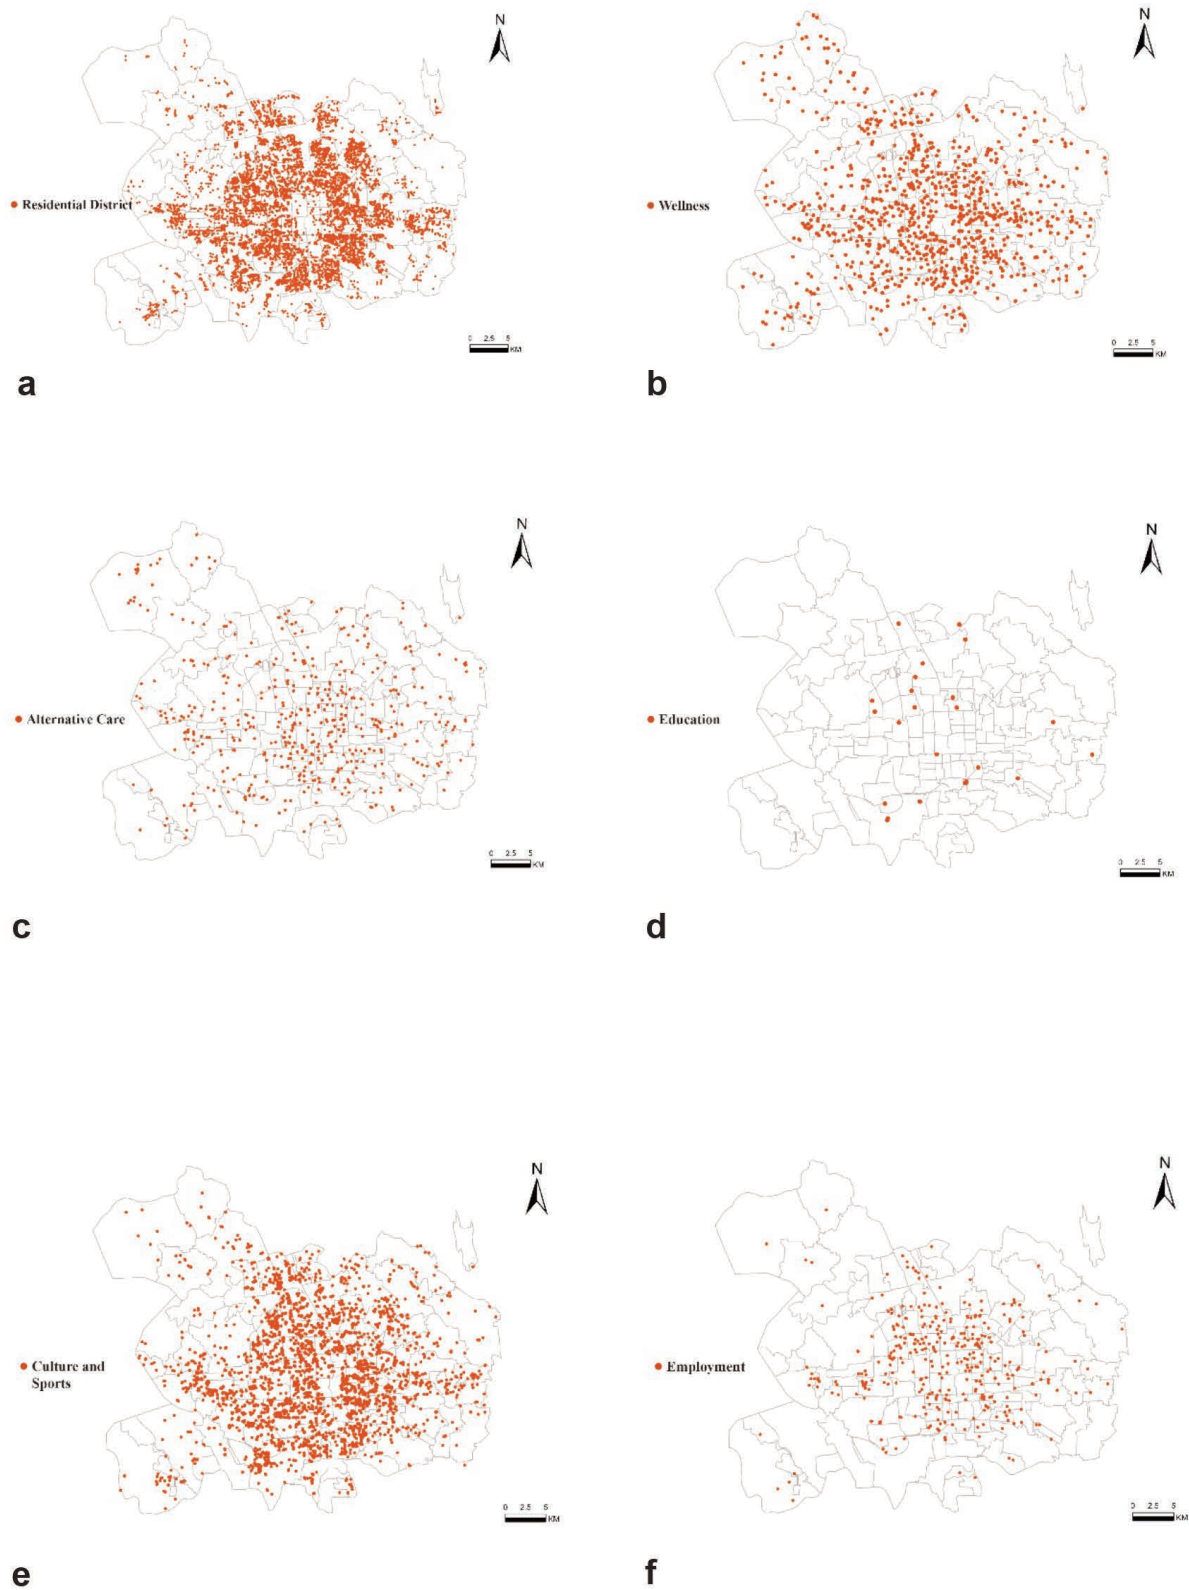 N
Residential District
0 2.5 5
KM
a
N
Wellness
0 2.5 5
KM
b
N
Alternative Care
0 2.5 5
KM
c
N
Education
0 2.5 5
KM
d
N
Culture and
Sports
0 2.5 5
KM
e
N
Employment
0 2.5 5
KM
f